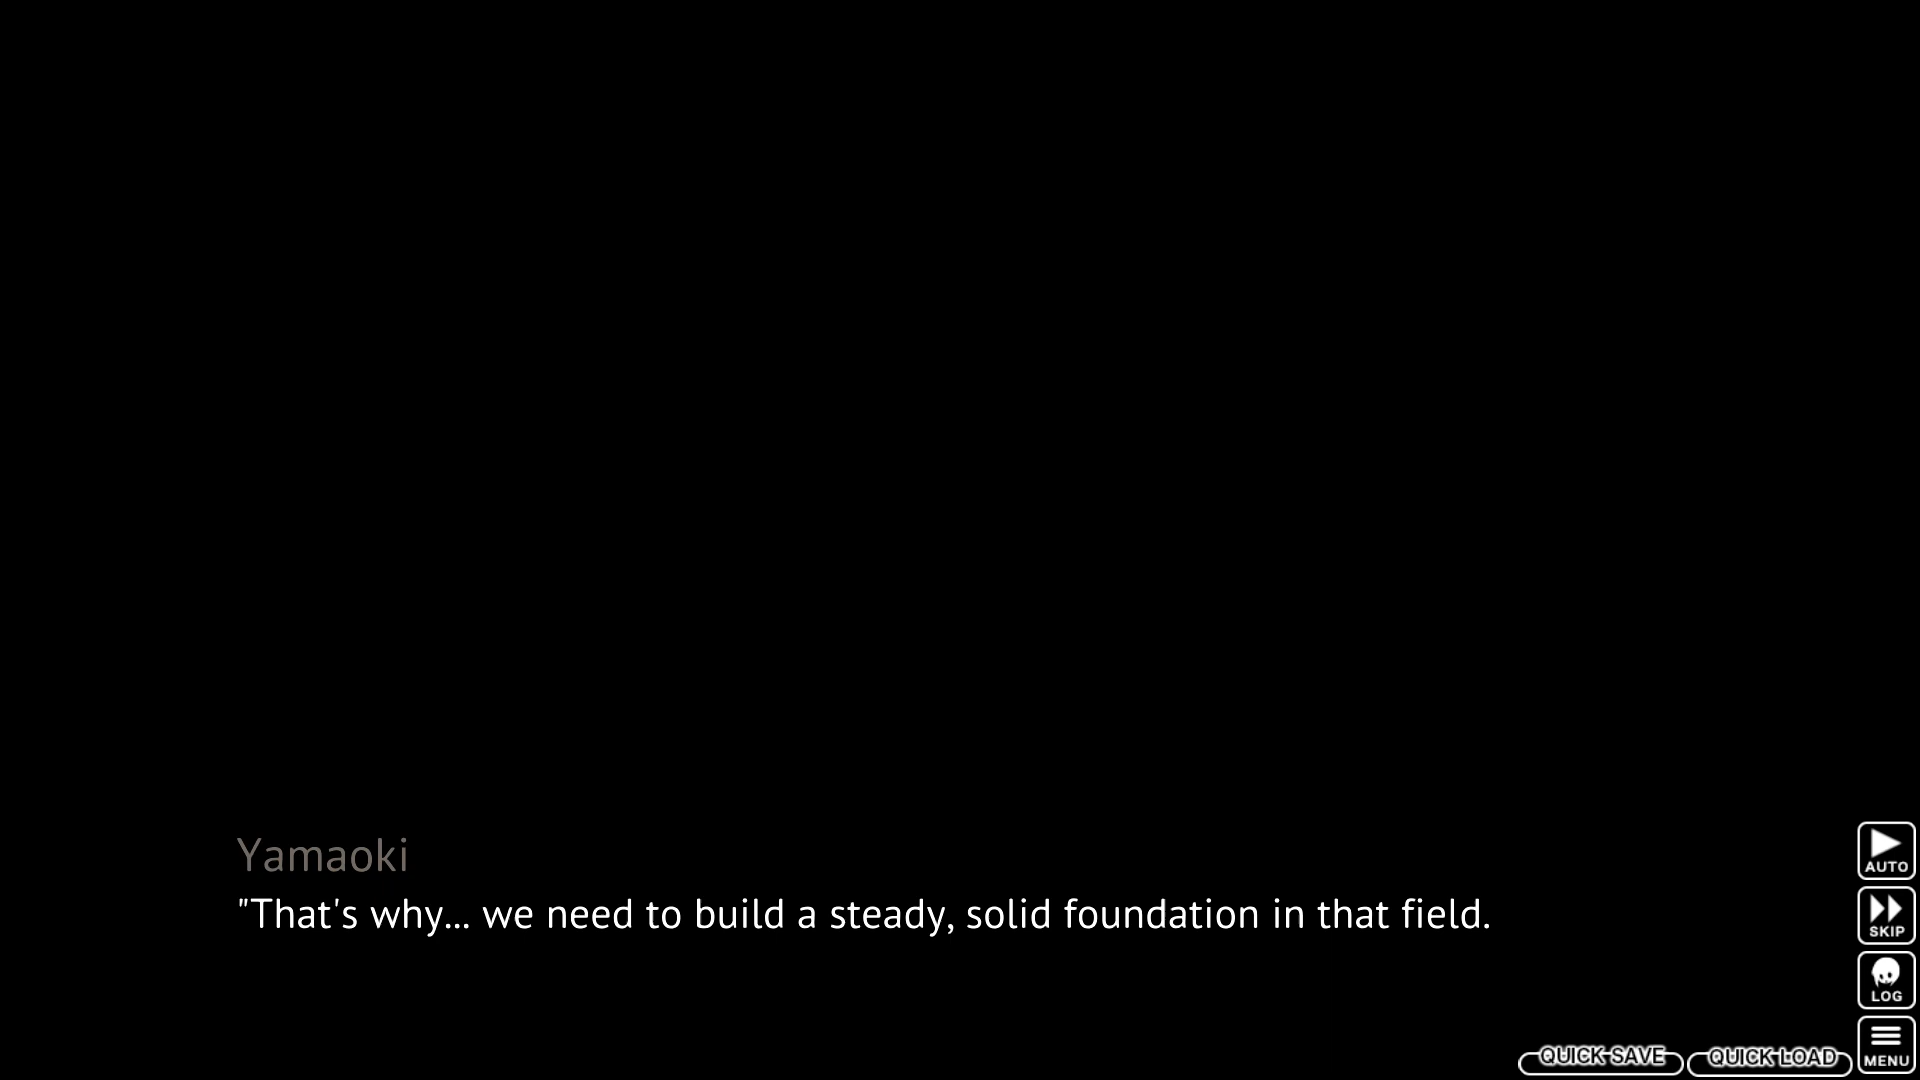 Yamaoki
"That's why... we need to build a steady, solid foundation in that field.
AUTO
SKIP
LOG
MENU
QUICK SAVE
QUICK LOAD